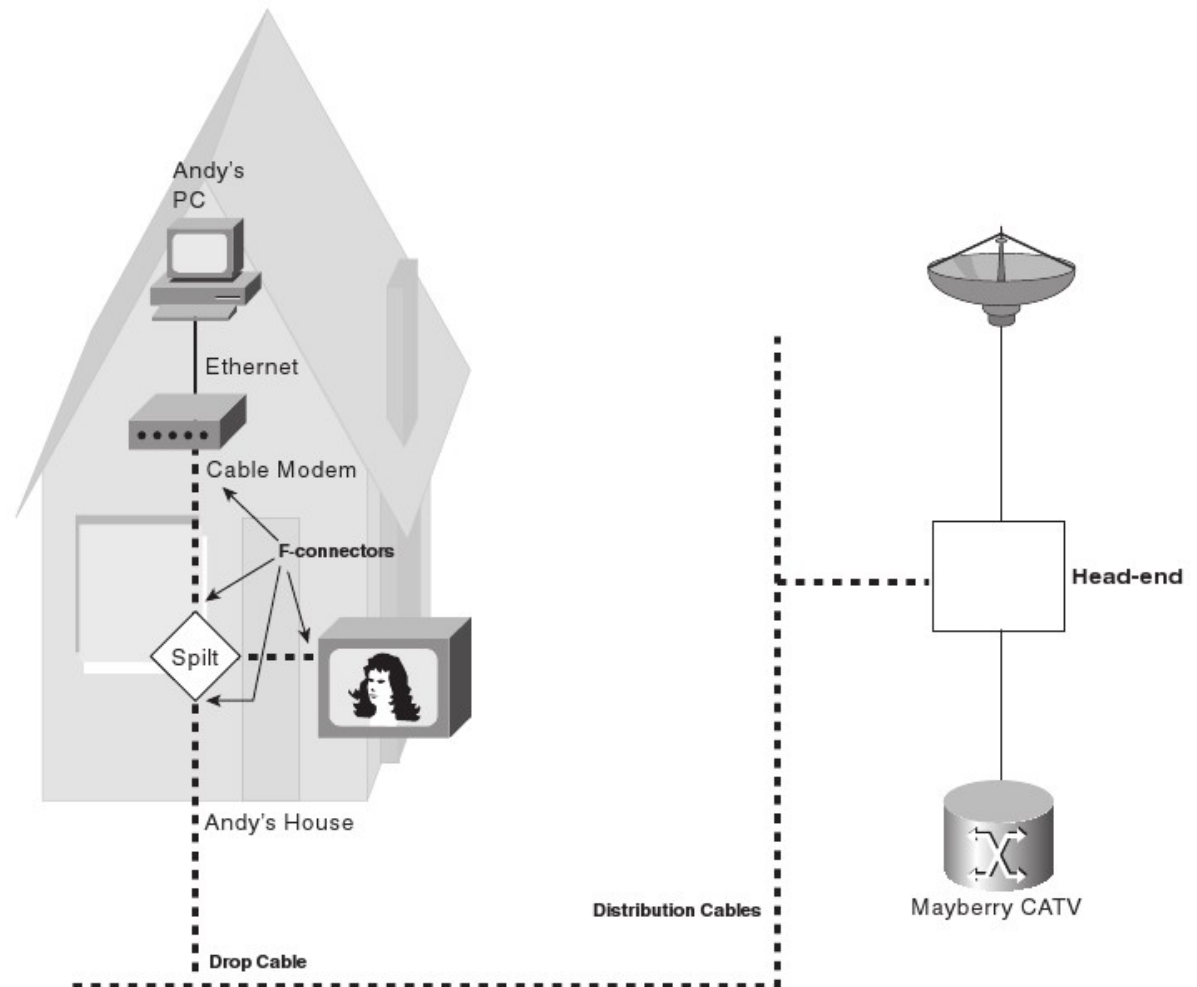 Andy's
PC
Ethernet
Cable Modem
F-connectors
Spilt
Andy's House
Drop Cable
Distribution Cables
Head-end
Mayberry CATV